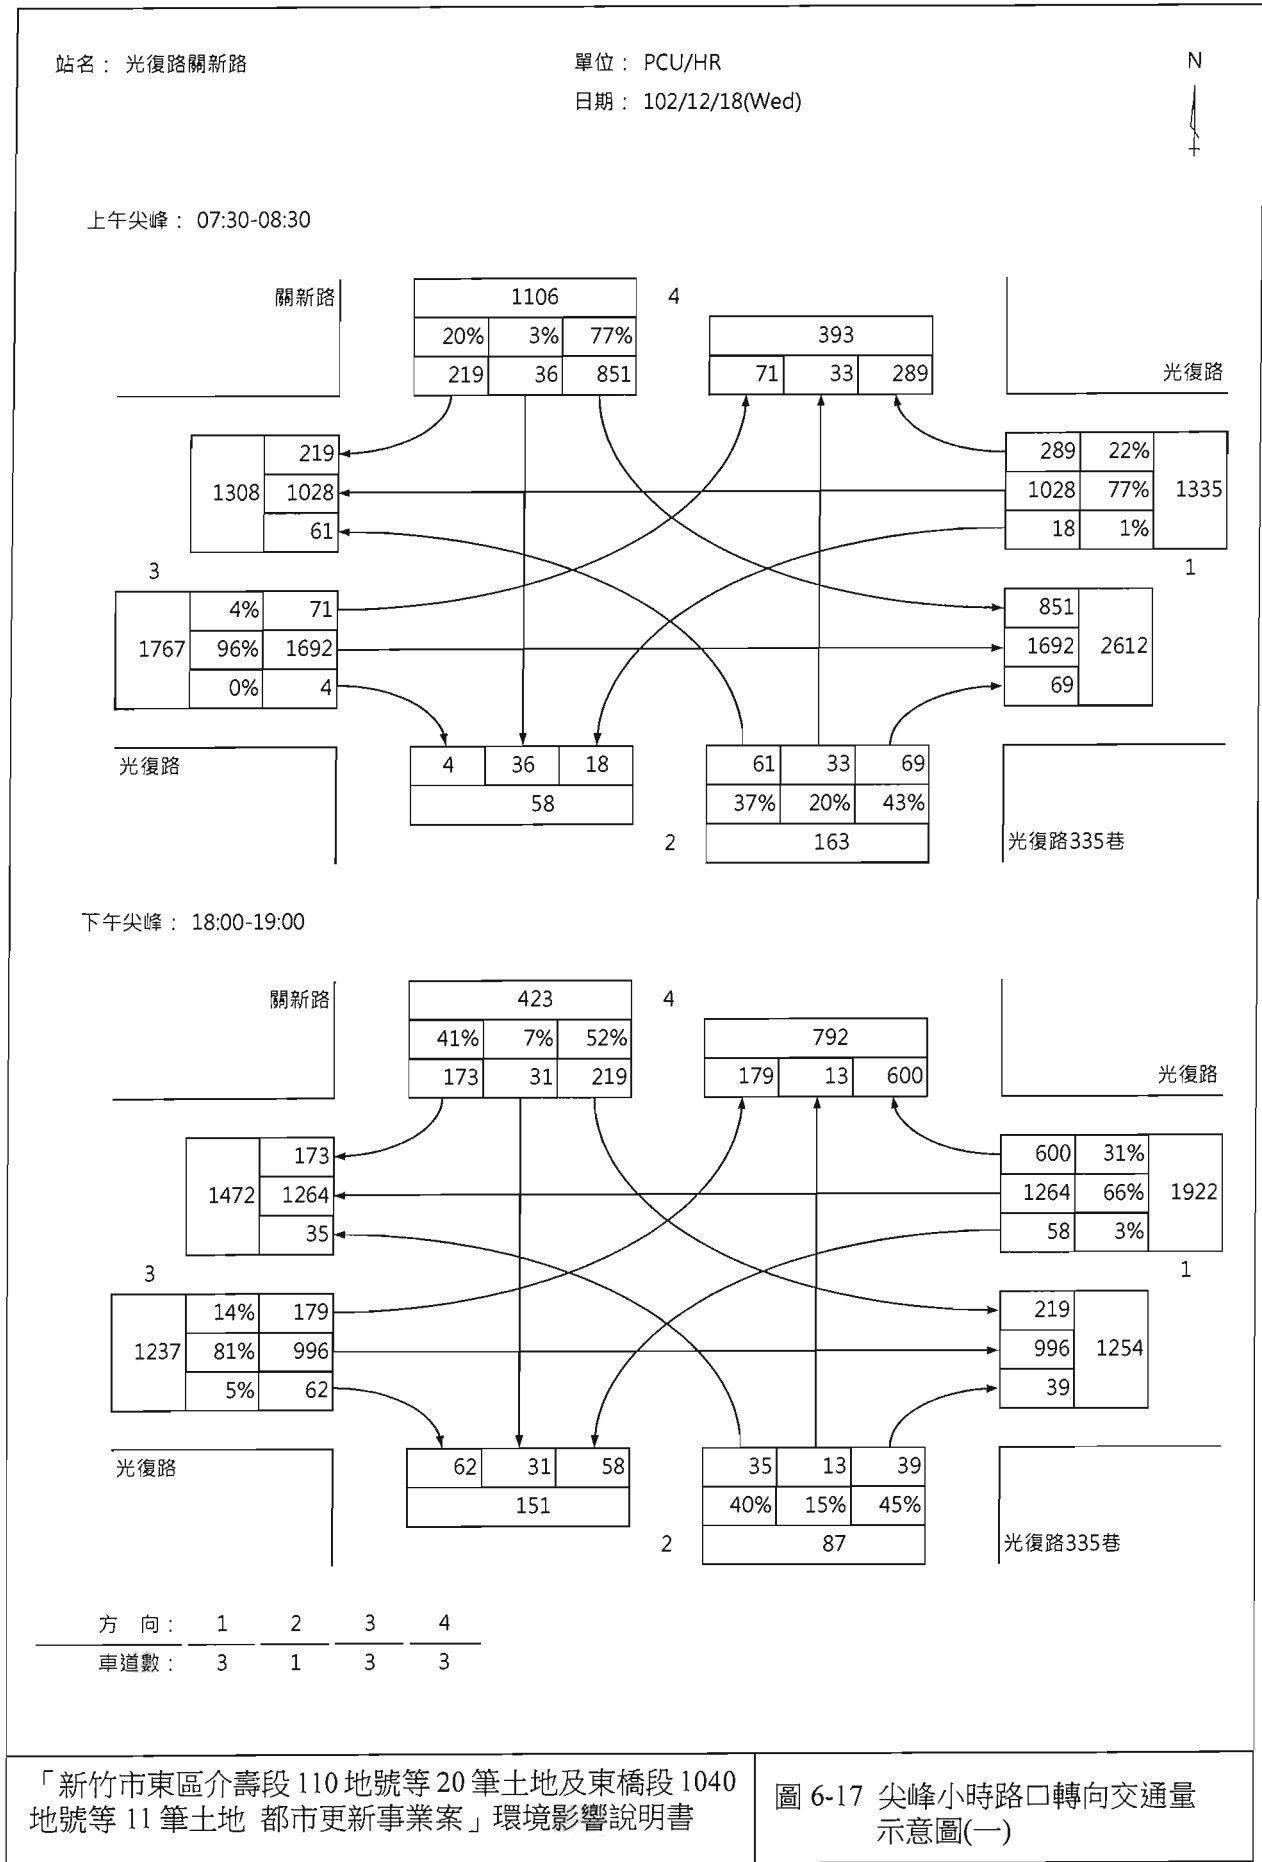 站名： 光復路關新路
單位： PCU/HR
N
日期： 102/12/18(Wed)
上午尖峰： 07:30-08:30
關新路
1106
4
20% 3% 77%
393
219 36 851
71 33 289
光復路
219
289 22%
1308 1028
1028 77% 1335
61
18 1%
3
1
4% 71
851
1767 96% 1692
1692 2612
0% 4
69
光復路
4 36 18
61 33 69
58
37% 20% 43%
2
163
光復路335巷
下午尖峰： 18:00-19:00
關新路
423
4
41% 7% 52%
792
173 31 219
179 13 600
光復路
173
600 31%
1472 1264
1264 66% 1922
35
58 3%
3
1
14% 179
219
1237 81% 996
996 1254
5% 62
39
光復路
62 31 58
35 13 39
151
40% 15% 45%
2
87
光復路335巷
方 向： 1 2 3 4
車道數： 3 1 3 3
「新竹市東區介壽段 110 地號等 20 筆土地及東橋段 1040
地號等 11 筆土地 都市更新事業案」環境影響說明書
圖 6-17 尖峰小時路口轉向交通量
示意圖(一)